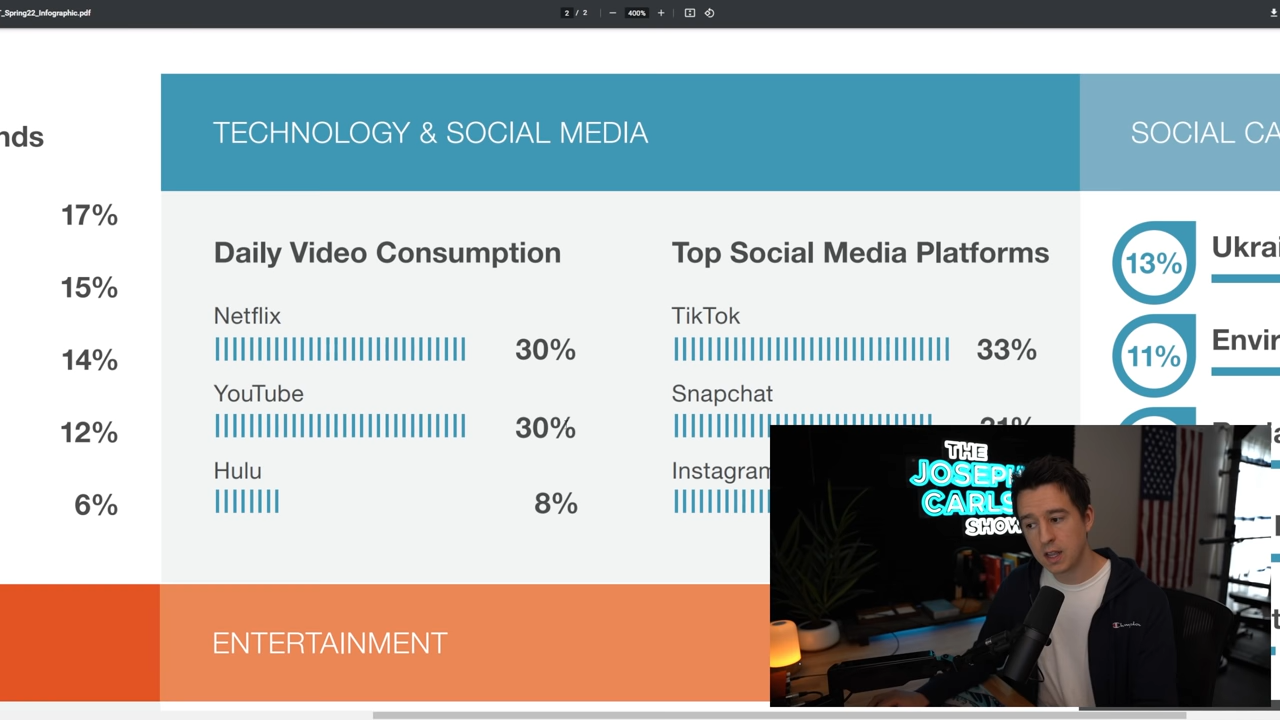 _Spring22_Infographic.pdf
2 / 2
400%
nds
17%
15%
14%
12%
6%
TECHNOLOGY & SOCIAL MEDIA
Daily Video Consumption
Netflix
30%
YouTube
30%
Hulu
8%
Top Social Media Platforms
TikTok
33%
Snapchat
31%
Instagram
SOCIAL CA
13%
Ukrai
11%
Envir
ENTERTAINMENT
THE
JOSEPH
CARLS
SHOW
Champion